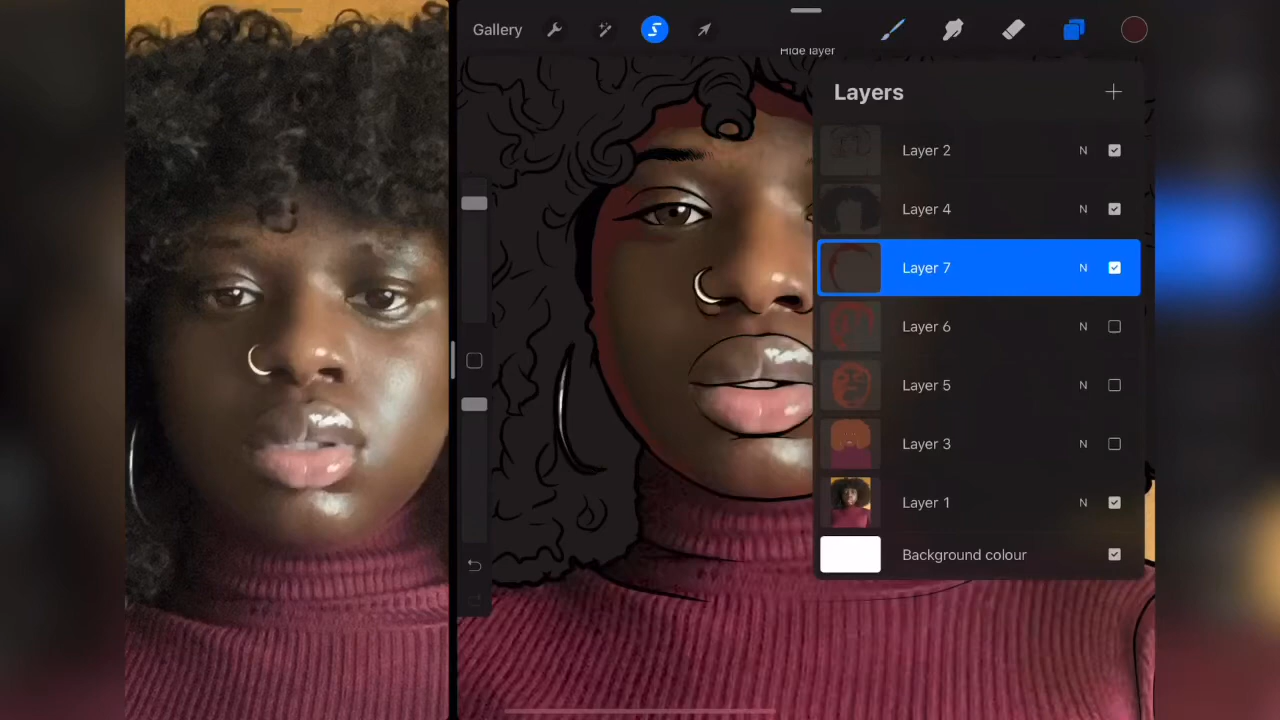 Gallery
Hide layer
Layers
Layer 2 N
Layer 4 N
Layer 7 N
Layer 6 N
Layer 5 N
Layer 3 N
Layer 1 N
Background colour